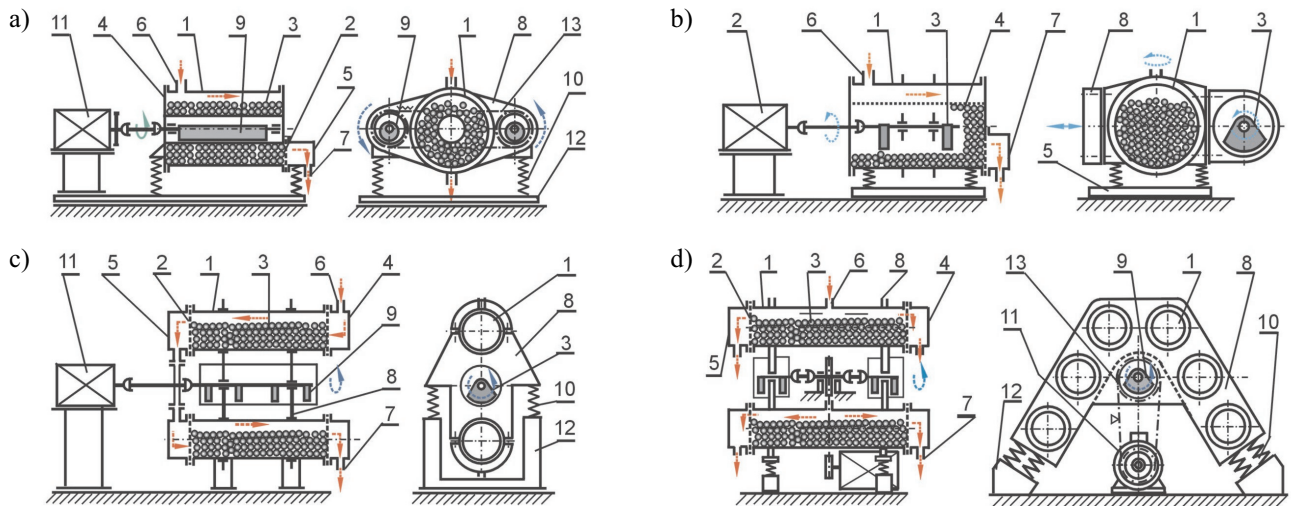 a)
11 4 6 1 9 3 2 5 7
9 1 8 13 10 12
b)
2 6 1 3 4 7
8 1 3 5
c)
11 5 2 1 3 6 4 9 8 7
1 8 3 10 12
d)
2 1 3 6 8 4 5 7
13 11 12 9 1 8 10